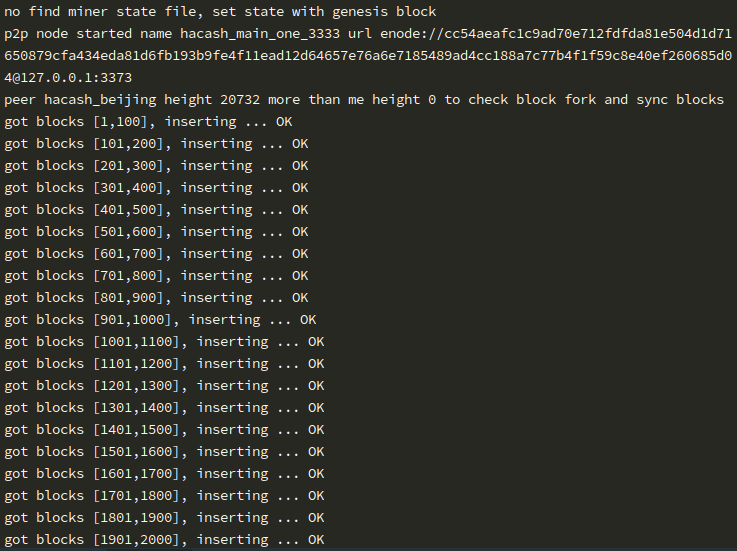 no find miner state file, set state with genesis block
p2p node started name hacash_main_one_3333 url enode://cc54aeafc1c9ad70e712fdfda81e504d1d71
650879cfa434eda81d6fb193b9fe4f11ead12d64657e76a6e7185489ad4cc188a7c77b4f1f59c8e40ef260685d0
4@127.0.0.1:3373
peer hacash_beijing height 20732 more than me height 0 to check block fork and sync blocks
got blocks [1,100], inserting ... OK
got blocks [101,200], inserting ... OK
got blocks [201,300], inserting ... OK
got blocks [301,400], inserting ... OK
got blocks [401,500], inserting ... OK
got blocks [501,600], inserting ... OK
got blocks [601,700], inserting ... OK
got blocks [701,800], inserting ... OK
got blocks [801,900], inserting ... OK
got blocks [901,1000], inserting ... OK
got blocks [1001,1100], inserting ... OK
got blocks [1101,1200], inserting ... OK
got blocks [1201,1300], inserting ... OK
got blocks [1301,1400], inserting ... OK
got blocks [1401,1500], inserting ... OK
got blocks [1501,1600], inserting ... OK
got blocks [1601,1700], inserting ... OK
got blocks [1701,1800], inserting ... OK
got blocks [1801,1900], inserting ... OK
got blocks [1901,2000], inserting ... OK